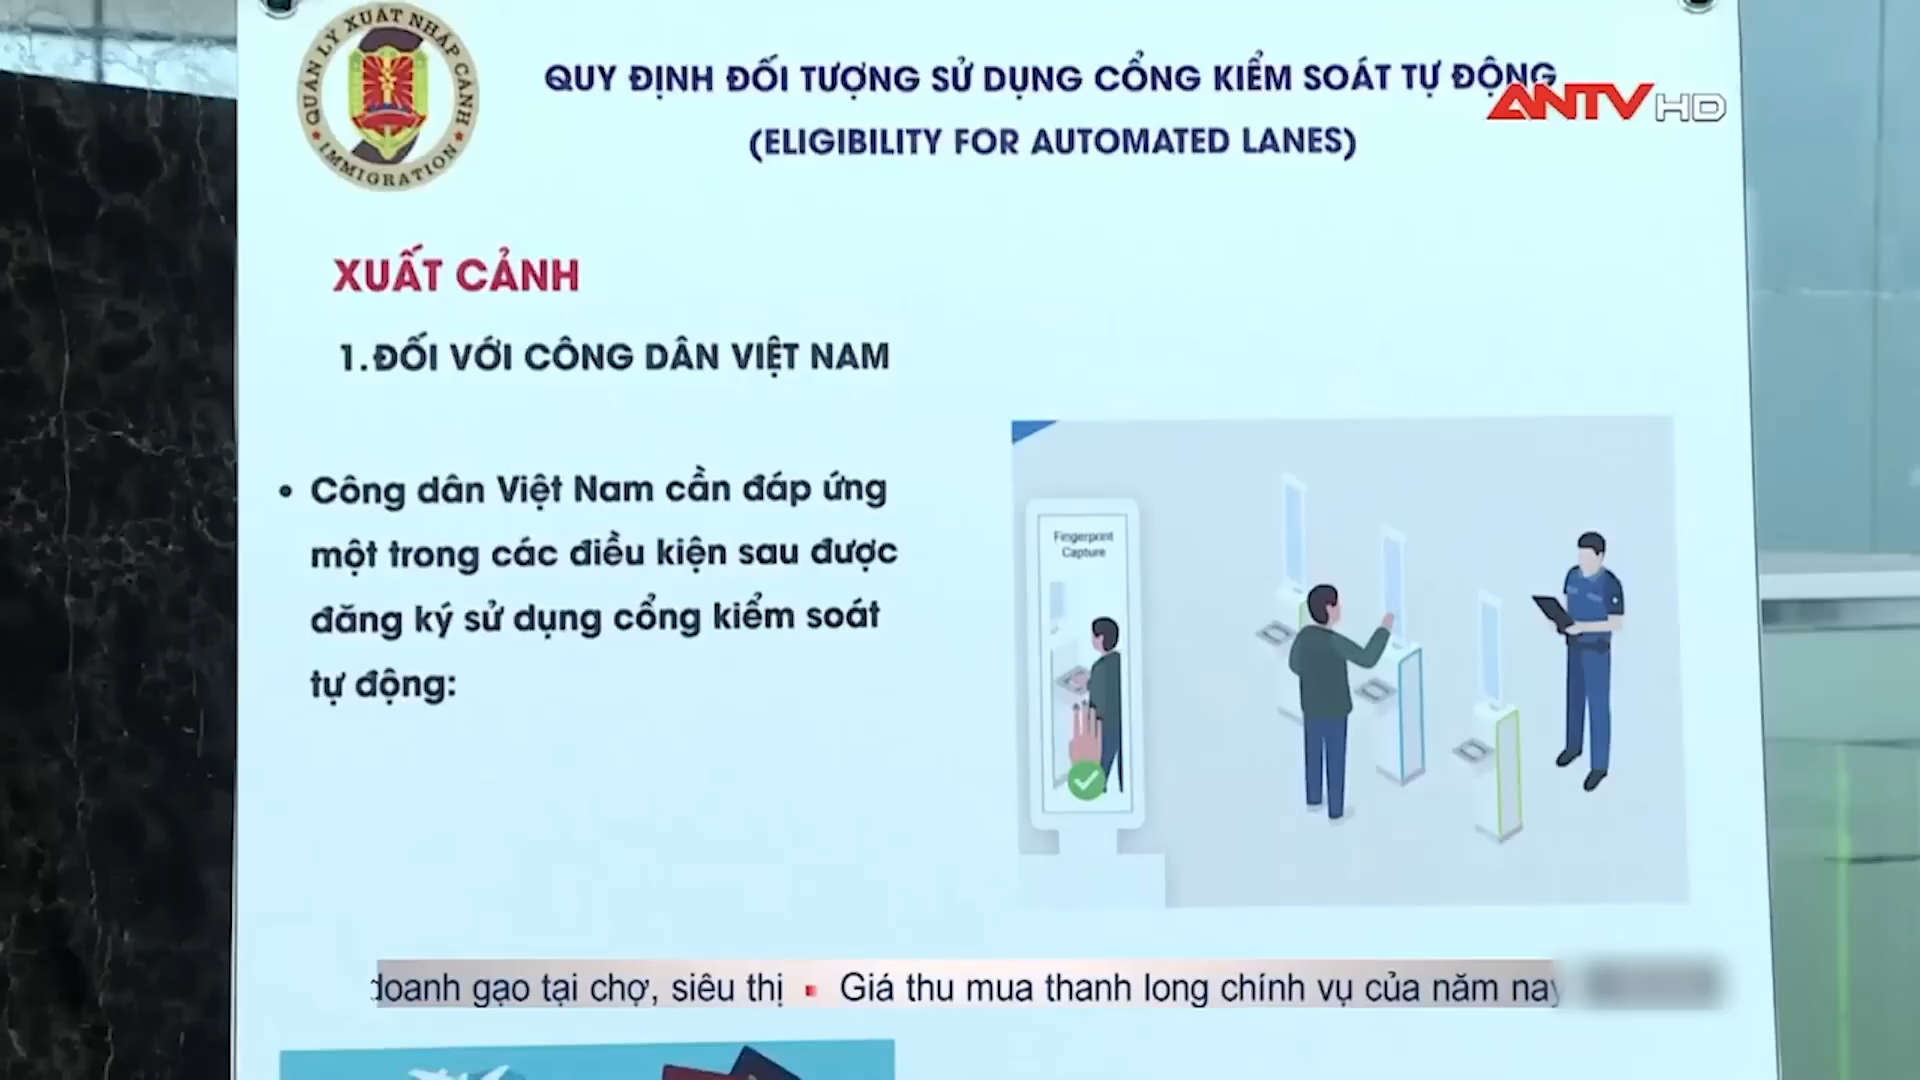 QUẢN LÝ XUẤT NHẬP CẢNH
IMMIGRATION
QUY ĐỊNH ĐỐI TƯỢNG SỬ DỤNG CỔNG KIỂM SOÁT TỰ ĐỘNG
ANTV HD
(ELIGIBILITY FOR AUTOMATED LANES)
XUẤT CẢNH
1. ĐỐI VỚI CÔNG DÂN VIỆT NAM
• Công dân Việt Nam cần đáp ứng
một trong các điều kiện sau được
đăng ký sử dụng cổng kiểm soát
tự động:
Fingerprint
Capture
doanh gạo tại chợ, siêu thị ▪ Giá thu mua thanh long chính vụ của năm nay